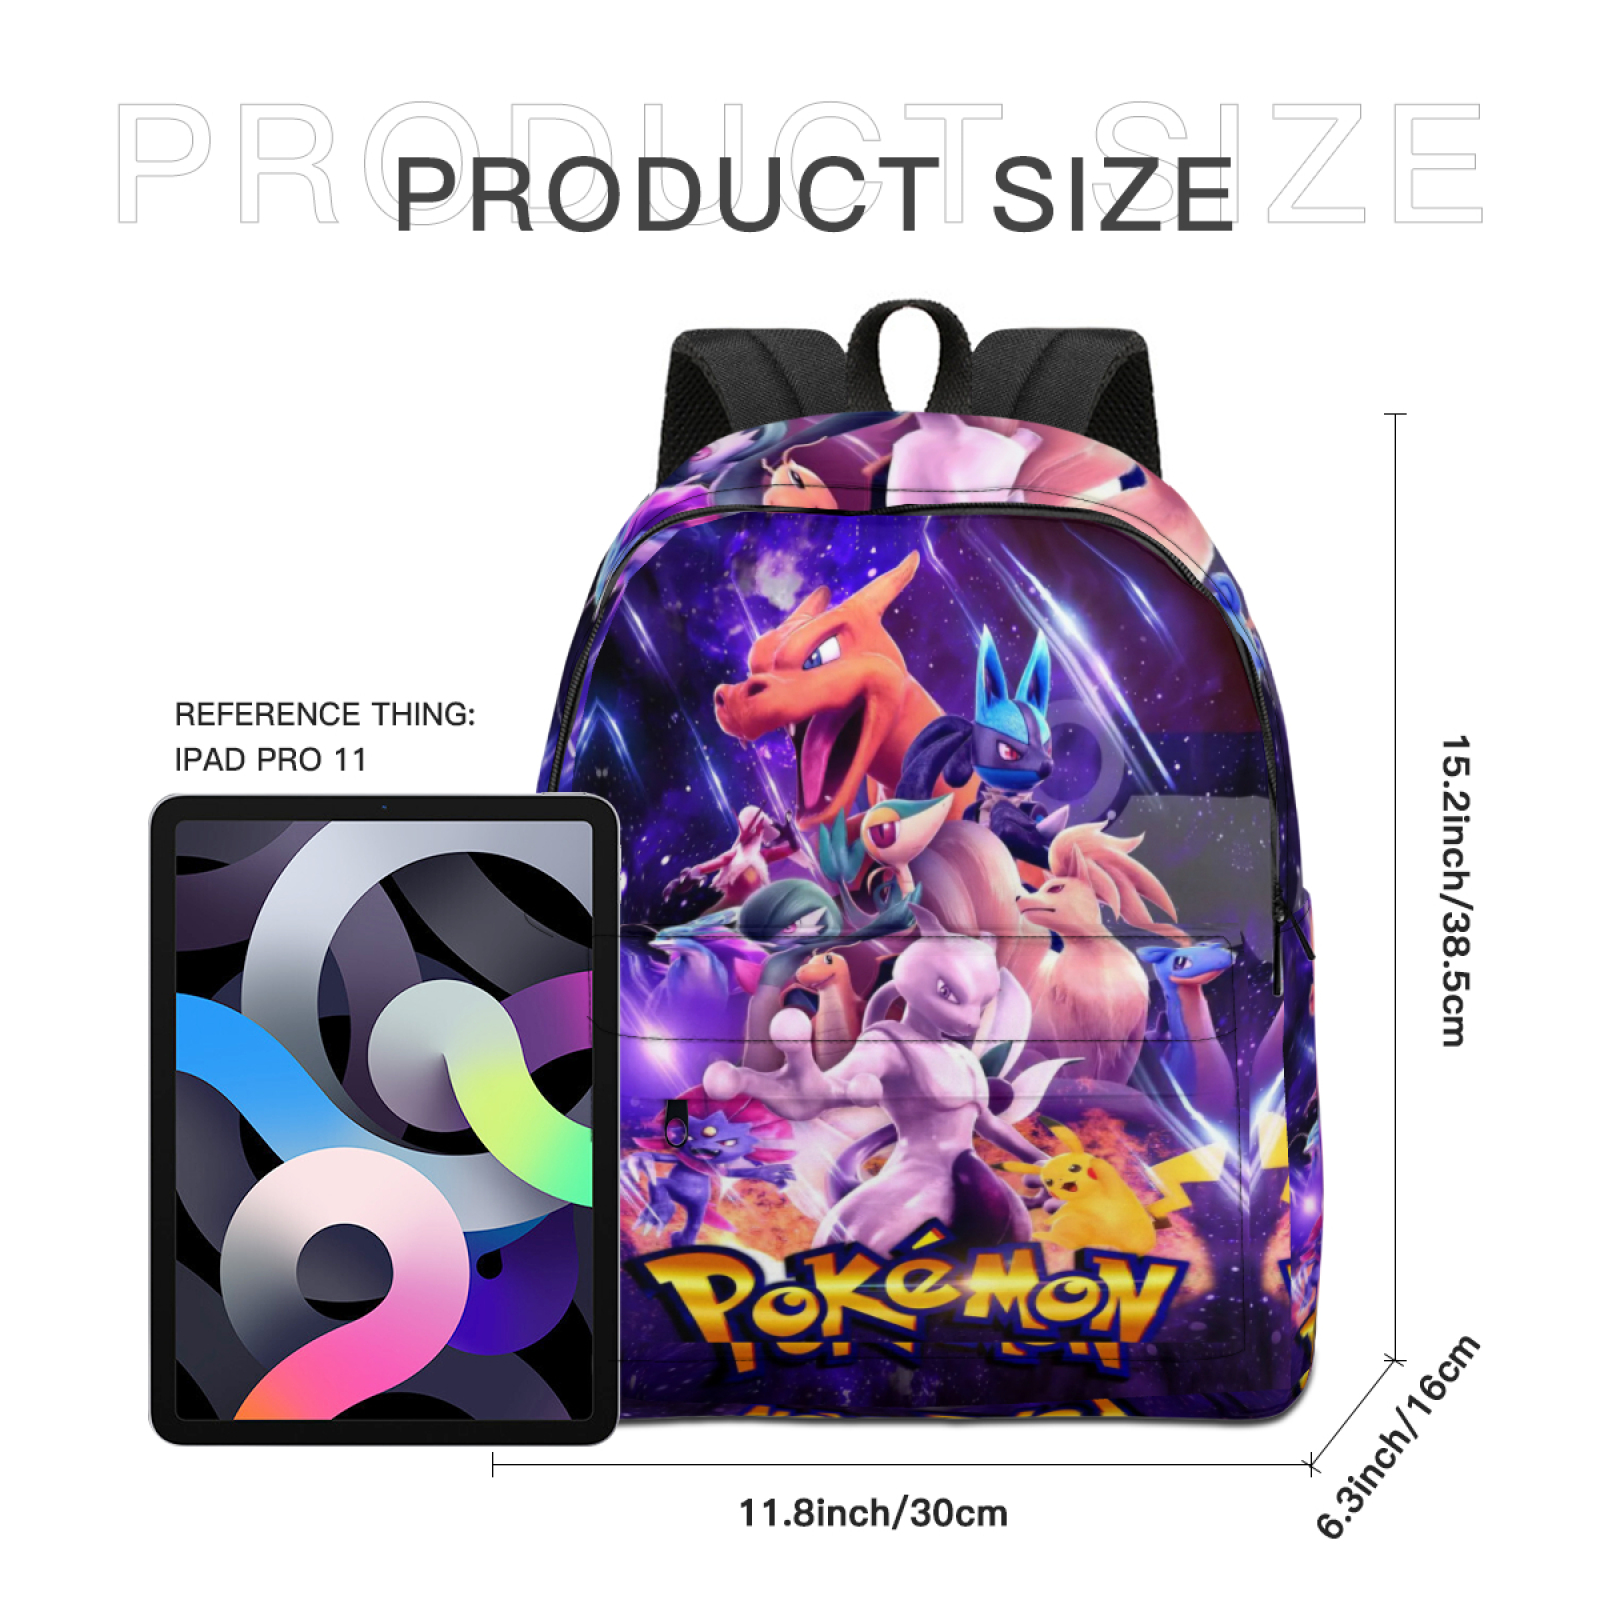 PRODUCT SIZE
PRODUCT SIZE
REFERENCE THING:
IPAD PRO 11
15.2inch/38.5cm
POKéMON
11.8inch/30cm
6.3inch/16cm